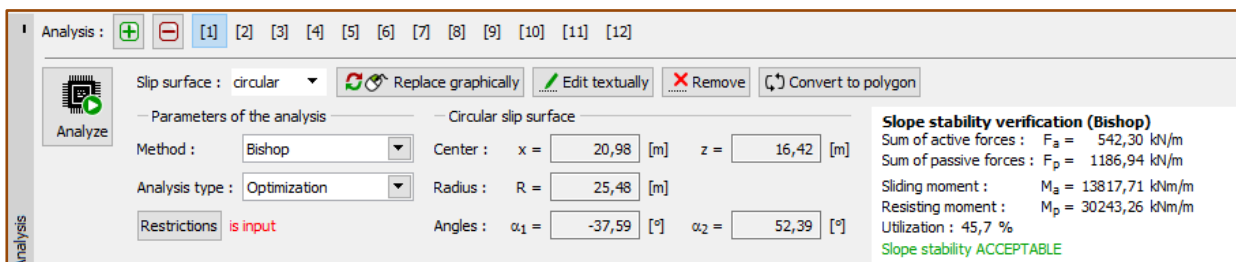 Analysis : [1] [2] [3] [4] [5] [6] [7] [8] [9] [10] [11] [12]
Analyze
Slip surface : circular Replace graphically Edit textually Remove Convert to polygon
Parameters of the analysis
Method : Bishop
Analysis type : Optimization
Restrictions is input
Circular slip surface
Center : x = 20,98 [m] z = 16,42 [m]
Radius : R = 25,48 [m]
Angles : α1 = -37,59 [°] α2 = 52,39 [°]
Slope stability verification (Bishop)
Sum of active forces : Fa = 542,30 kN/m
Sum of passive forces : Fp = 1186,94 kN/m
Sliding moment : Ma = 13817,71 kNm/m
Resisting moment : Mp = 30243,26 kNm/m
Utilization : 45,7 %
Slope stability ACCEPTABLE
Analysis